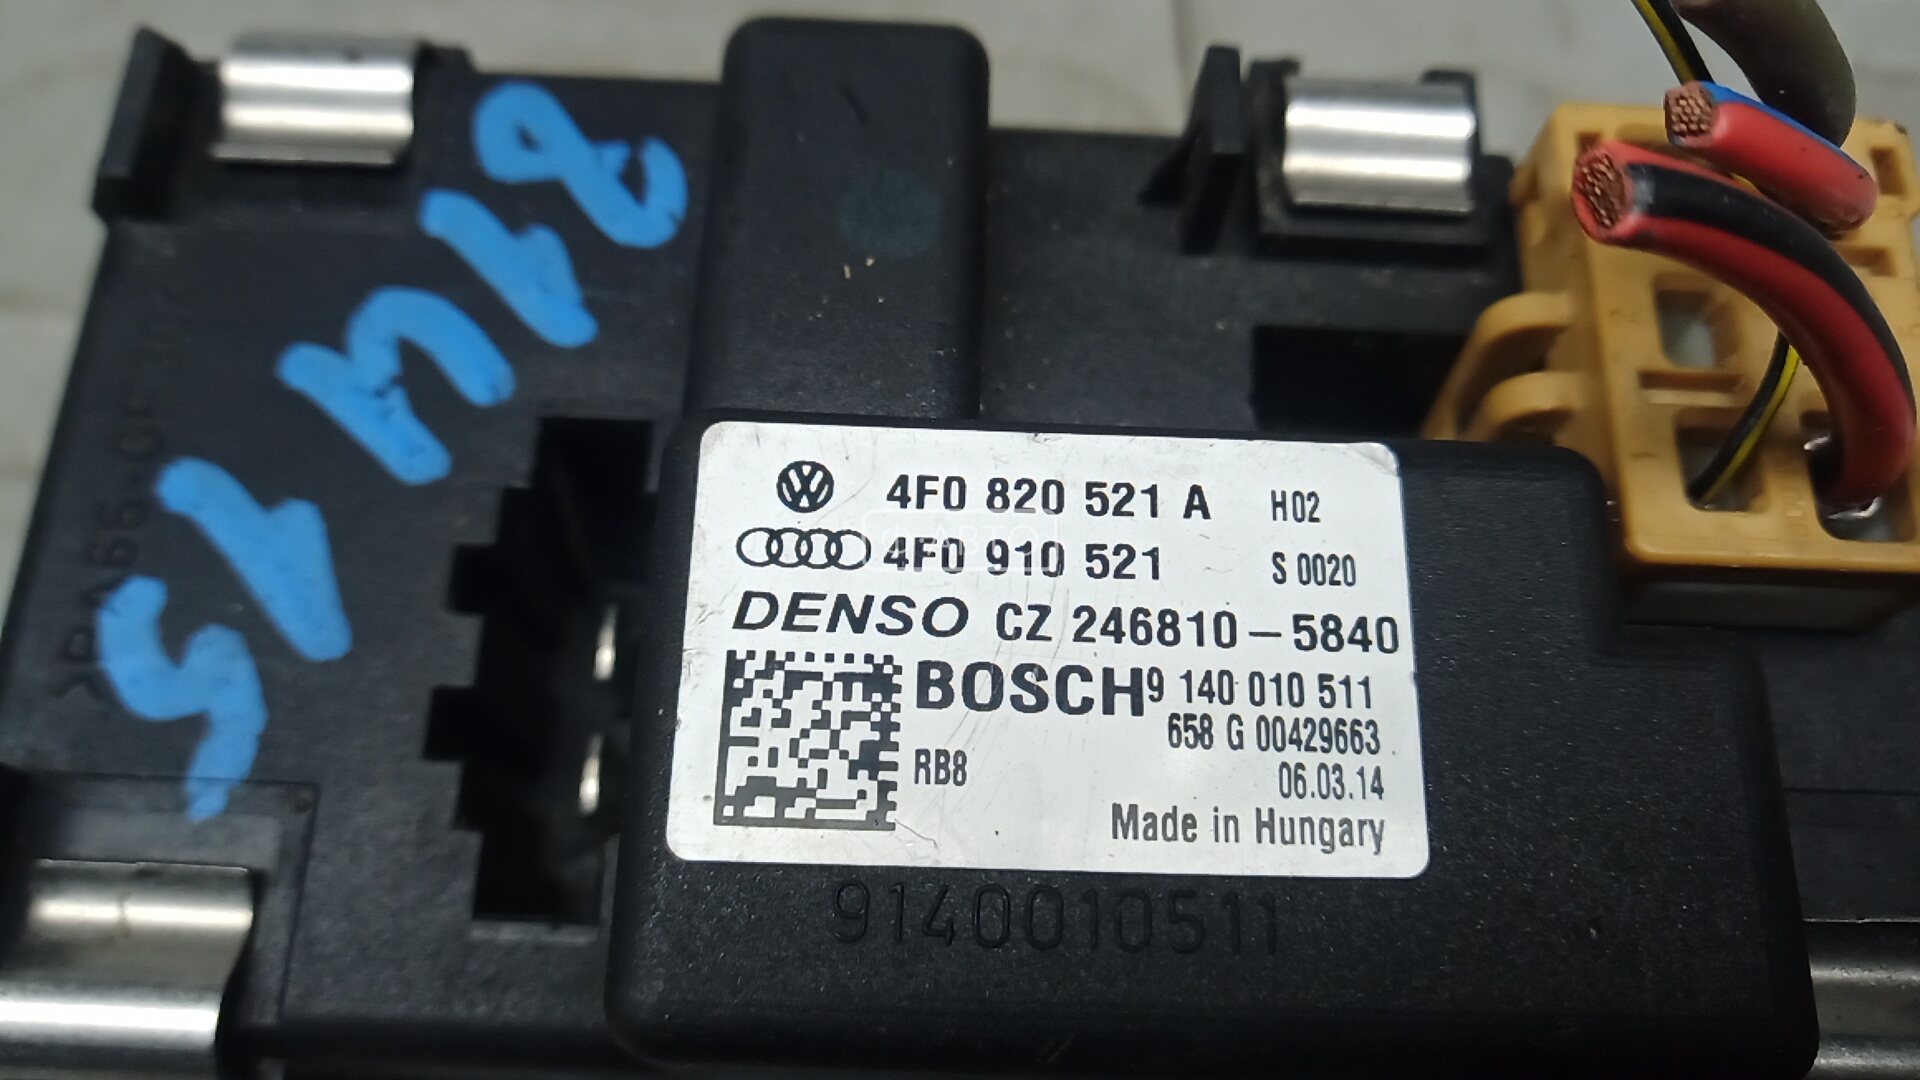 81415
4F0 820 521 A H02
4F0 910 521 S 0020
DENSO CZ 246810-5840
BOSCH 9 140 010 511
658 G 00429663
RB8 06.03.14
Made in Hungary
9140010511